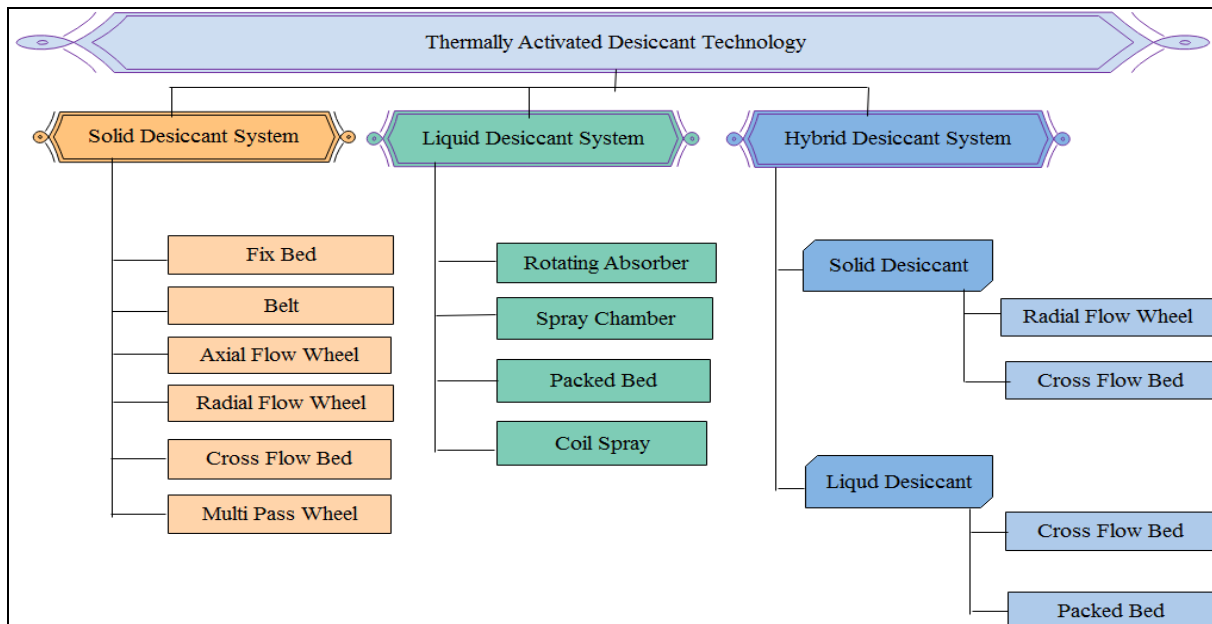 Thermally Activated Desiccant Technology
Solid Desiccant System
Liquid Desiccant System
Hybrid Desiccant System
Fix Bed
Belt
Axial Flow Wheel
Radial Flow Wheel
Cross Flow Bed
Multi Pass Wheel
Rotating Absorber
Spray Chamber
Packed Bed
Coil Spray
Solid Desiccant
Radial Flow Wheel
Cross Flow Bed
Liqud Desiccant
Cross Flow Bed
Packed Bed